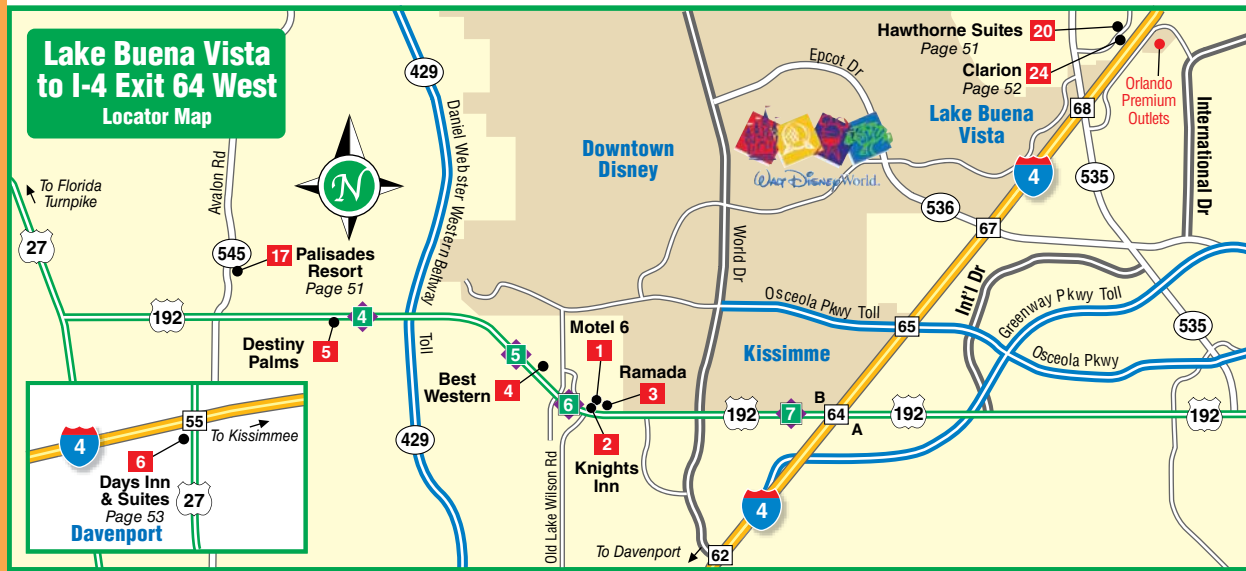 Lake Buena Vista
to I-4 Exit 64 West
Locator Map
N
To Florida
Turnpike
27
Avalon Rd
545
17 Palisades
Resort
Page 51
192
4
Destiny
Palms
5
429
Daniel Webster Western Beltway
Toll
429
5
Best
Western
4
6
Motel 6
1
Ramada
3
2
Knights
Inn
Old Lake Wilson Rd
Downtown
Disney
Walt Disney World.
Epcot Dr
World Dr
Osceola Pkwy Toll
Kissimme
192
7
B
64
A
192
192
Hawthorne Suites 20
Page 51
Clarion 24
Page 52
Orlando
Premium
Outlets
Lake Buena
Vista
68
4
535
International Dr
536
67
Int'l Dr
Greenway Pkwy Toll
65
535
Osceola Pkwy
4
To Davenport
62
55
4
To Kissimmee
6
Days Inn
& Suites
Page 53
27
Davenport